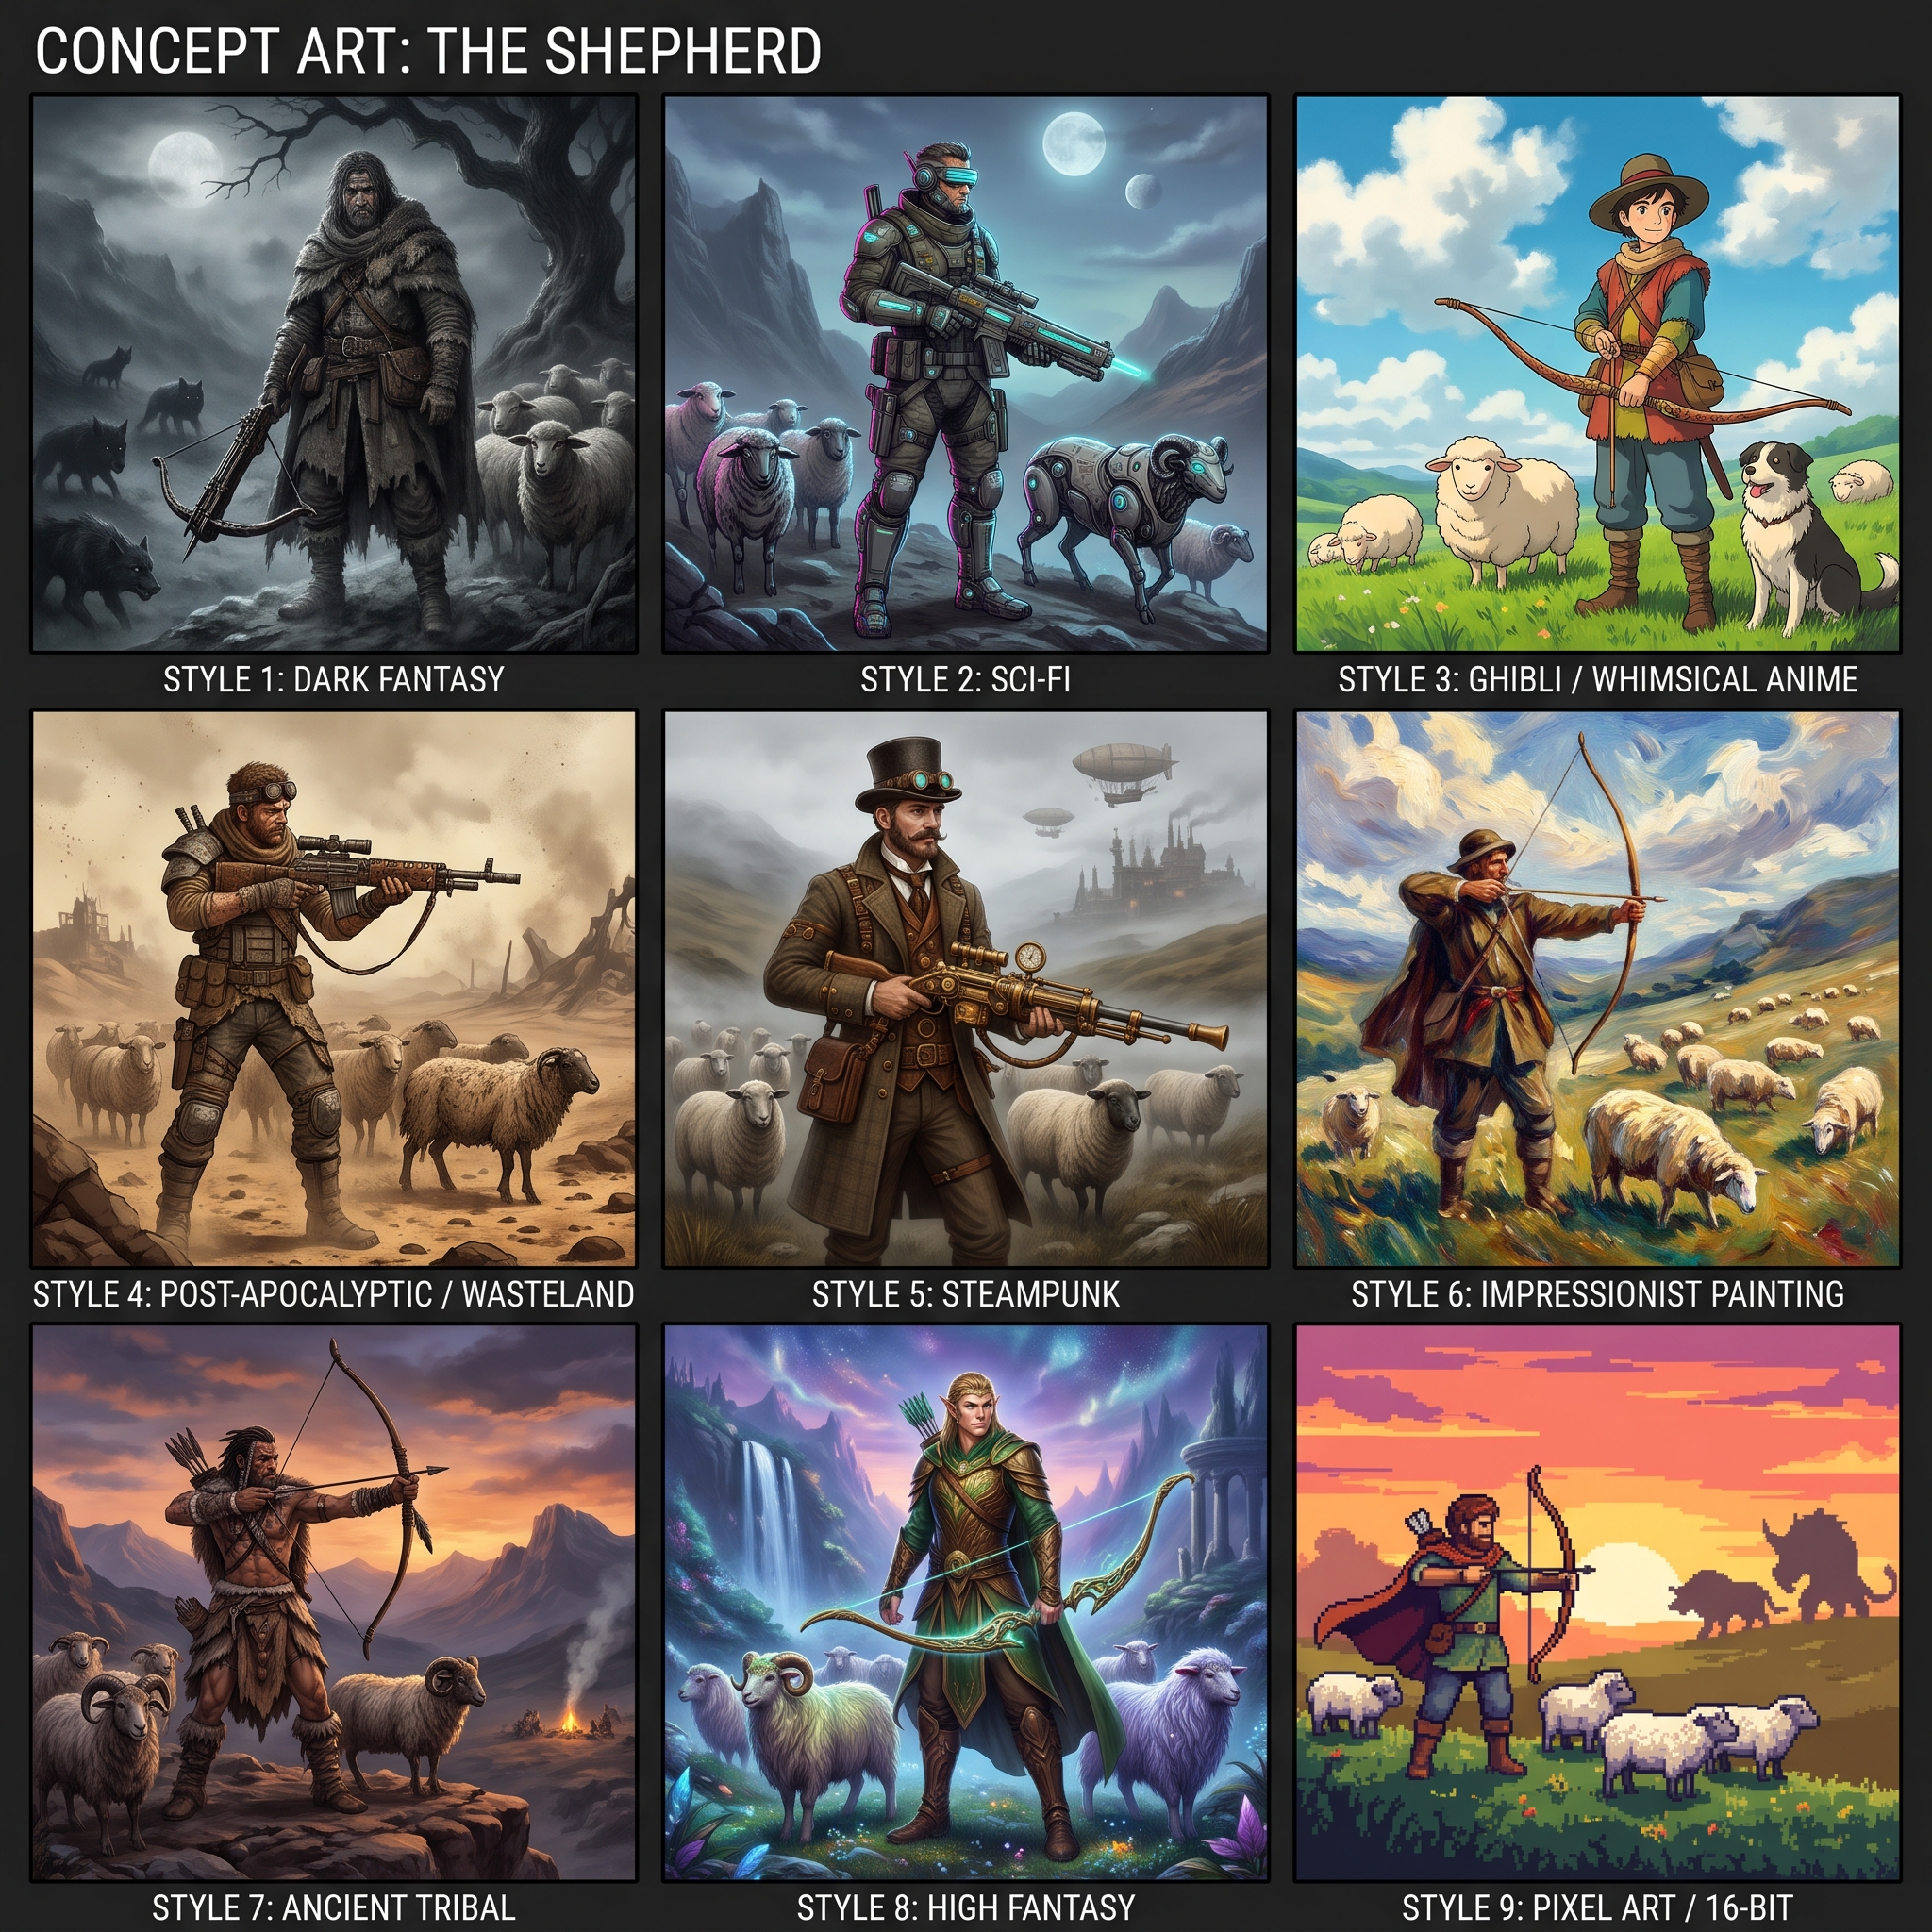 CONCEPT ART: THE SHEPHERD
STYLE 1: DARK FANTASY
STYLE 2: SCI-FI
STYLE 3: GHIBLI / WHIMSICAL ANIME
STYLE 4: POST-APOCALYPTIC / WASTELAND
STYLE 5: STEAMPUNK
STYLE 6: IMPRESSIONIST PAINTING
STYLE 7: ANCIENT TRIBAL
STYLE 8: HIGH FANTASY
STYLE 9: PIXEL ART / 16-BIT